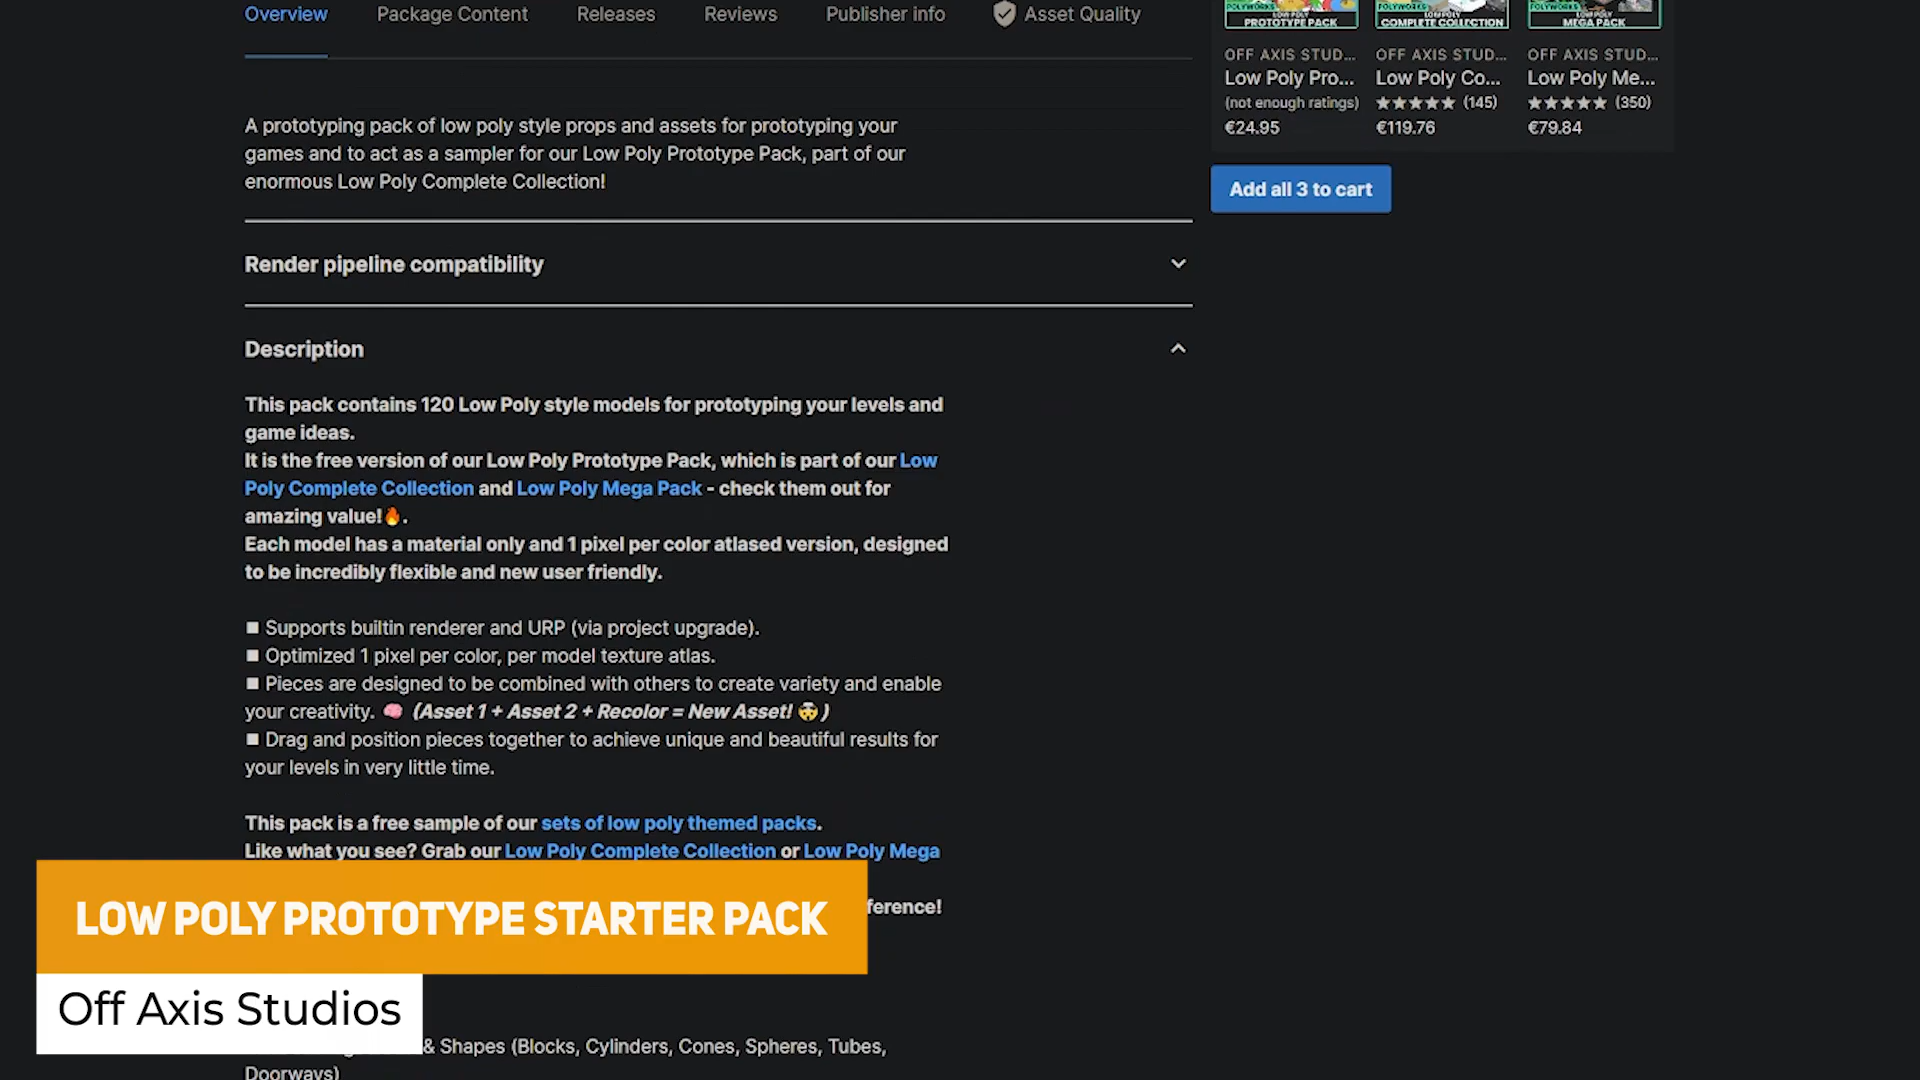 Overview Package Content Releases Reviews Publisher info Asset Quality
A prototyping pack of low poly style props and assets for prototyping your
games and to act as a sampler for our Low Poly Prototype Pack, part of our
enormous Low Poly Complete Collection!
Render pipeline compatibility
Description
This pack contains 120 Low Poly style models for prototyping your levels and
game ideas.
It is the free version of our Low Poly Prototype Pack, which is part of our Low
Poly Complete Collection and Low Poly Mega Pack - check them out for
amazing value!🔥.
Each model has a material only and 1 pixel per color atlased version, designed
to be incredibly flexible and new user friendly.
■ Supports builtin renderer and URP (via project upgrade).
■ Optimized 1 pixel per color, per model texture atlas.
■ Pieces are designed to be combined with others to create variety and enable
your creativity. 🧠 (Asset 1 + Asset 2 + Recolor = New Asset! 🤯)
■ Drag and position pieces together to achieve unique and beautiful results for
your levels in very little time.
This pack is a free sample of our sets of low poly themed packs.
Like what you see? Grab our Low Poly Complete Collection or Low Poly Mega
ference!
& Shapes (Blocks, Cylinders, Cones, Spheres, Tubes,
Doorways)
LOW POLY PROTOTYPE STARTER PACK
Off Axis Studios
POLYWORKS LOW POLY
PROTOTYPE PACK
OFF AXIS STUD...
Low Poly Pro...
(not enough ratings)
€24.95
POLYWORKS LOW POLY
COMPLETE COLLECTION
OFF AXIS STUD...
Low Poly Co...
★★★★★ (145)
€119.76
POLYWORKS LOW POLY
MEGA PACK
OFF AXIS STUD...
Low Poly Me...
★★★★★ (350)
€79.84
Add all 3 to cart